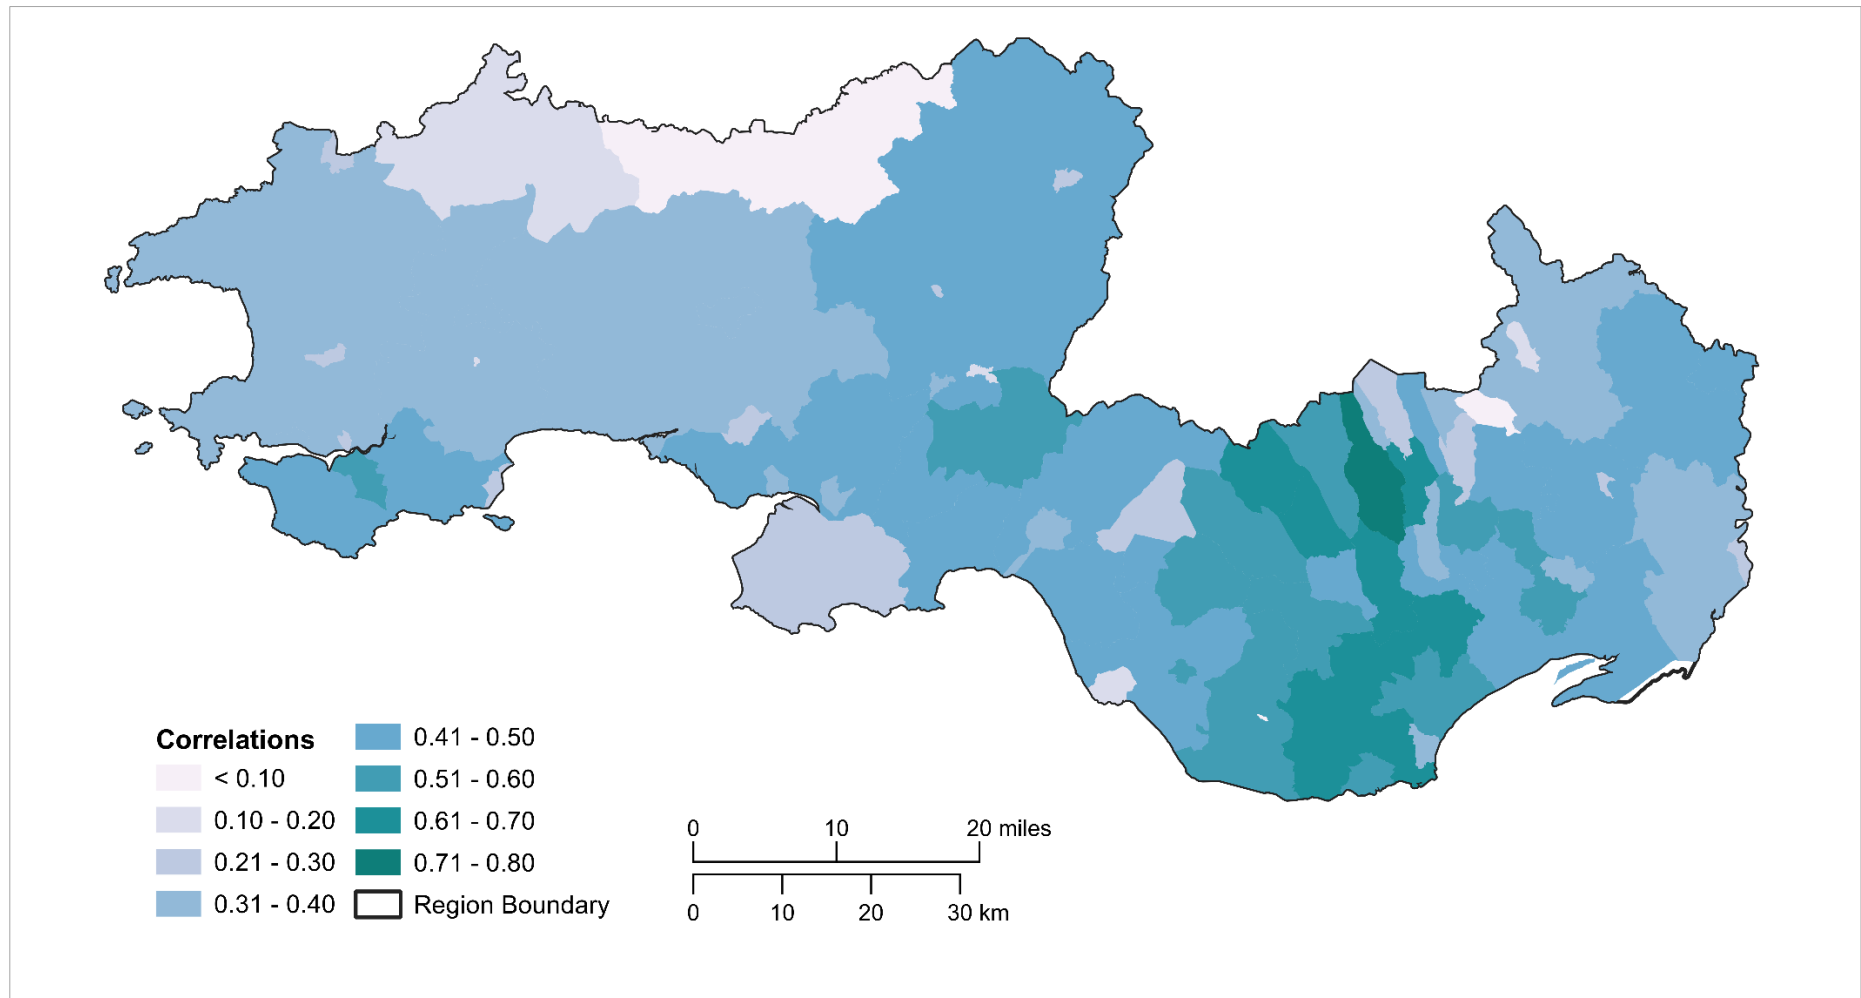 Correlations
< 0.10
0.10 - 0.20
0.21 - 0.30
0.31 - 0.40
0.41 - 0.50
0.51 - 0.60
0.61 - 0.70
0.71 - 0.80
Region Boundary
0 10 20 miles
0 10 20 30 km